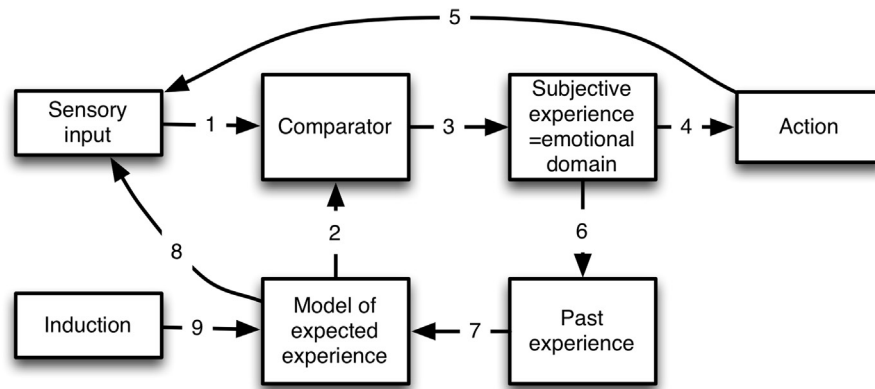 5
Sensory
input
1
Comparator
3
Subjective
experience
=emotional
domain
4
Action
8
2
6
Induction
9
Model of
expected
experience
7
Past
experience